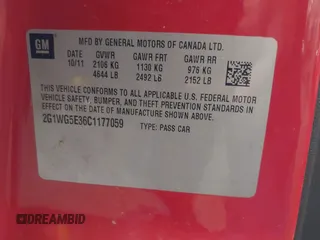 GM
MFD BY GENERAL MOTORS OF CANADA LTD.
DATE GVWR GAWR FRT GAWR RR
10/11 2106 KG 1130 KG 976 KG
4644 LB 2492 LB 2152 LB
THIS VEHICLE CONFORMS TO ALL APPLICABLE U.S. FEDERAL MOTOR
VEHICLE SAFETY, BUMPER, AND THEFT PREVENTION STANDARDS IN
EFFECT ON THE DATE OF MANUFACTURE SHOWN ABOVE.
2G1WG5E36C1177059 TYPE: PASS CAR
DREAMBID